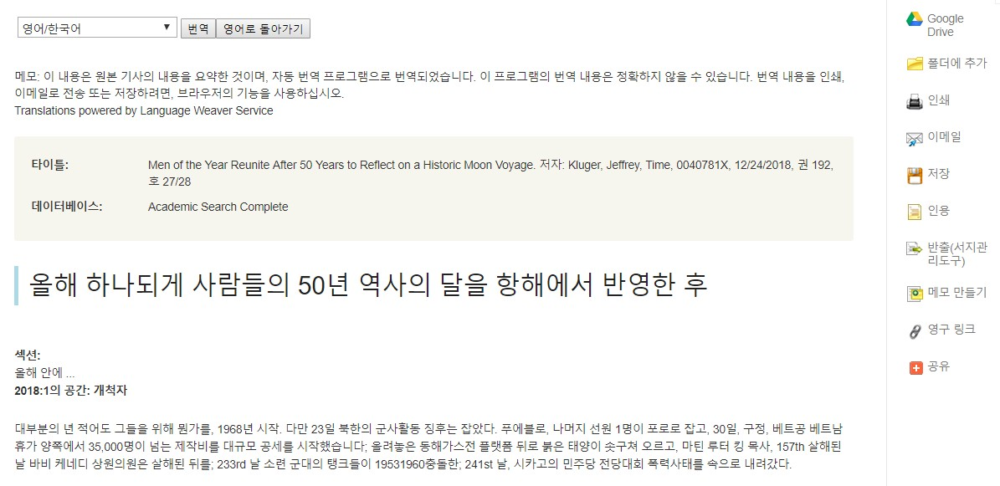 영어/한국어 번역 영어로 돌아가기
메모: 이 내용은 원본 기사의 내용을 요약한 것이며, 자동 번역 프로그램으로 번역되었습니다. 이 프로그램의 번역 내용은 정확하지 않을 수 있습니다. 번역 내용을 인쇄,
이메일로 전송 또는 저장하려면, 브라우저의 기능을 사용하십시오.
Translations powered by Language Weaver Service
타이틀: Men of the Year Reunite After 50 Years to Reflect on a Historic Moon Voyage. 저자: Kluger, Jeffrey, Time, 0040781X, 12/24/2018, 권 192,
호 27/28
데이터베이스: Academic Search Complete
올해 하나되게 사람들의 50년 역사의 달을 항해에서 반영한 후
섹션:
올해 안에 ...
2018:1의 공간: 개척자
대부분의 년 적어도 그들을 위해 뭔가를, 1968년 시작. 다만 23일 북한의 군사활동 징후는 잡았다. 푸에블로, 나머지 선원 1명이 포로로 잡고, 30일, 구정, 베트공 베트남
휴가 양쪽에서 35,000명이 넘는 제작비를 대규모 공세를 시작했습니다; 올려놓은 동해가스전 플랫폼 뒤로 붉은 태양이 솟구쳐 오르고, 마틴 루터 킹 목사, 157th 살해된
날 바비 케네디 상원의원은 살해된 뒤를; 233rd 날 소련 군대의 탱크들이 19531960충돌한; 241st 날, 시카고의 민주당 전당대회 폭력사태를 속으로 내려갔다.
Google
Drive
폴더에 추가
인쇄
이메일
저장
인용
반출(서지관
리도구)
메모 만들기
영구 링크
공유